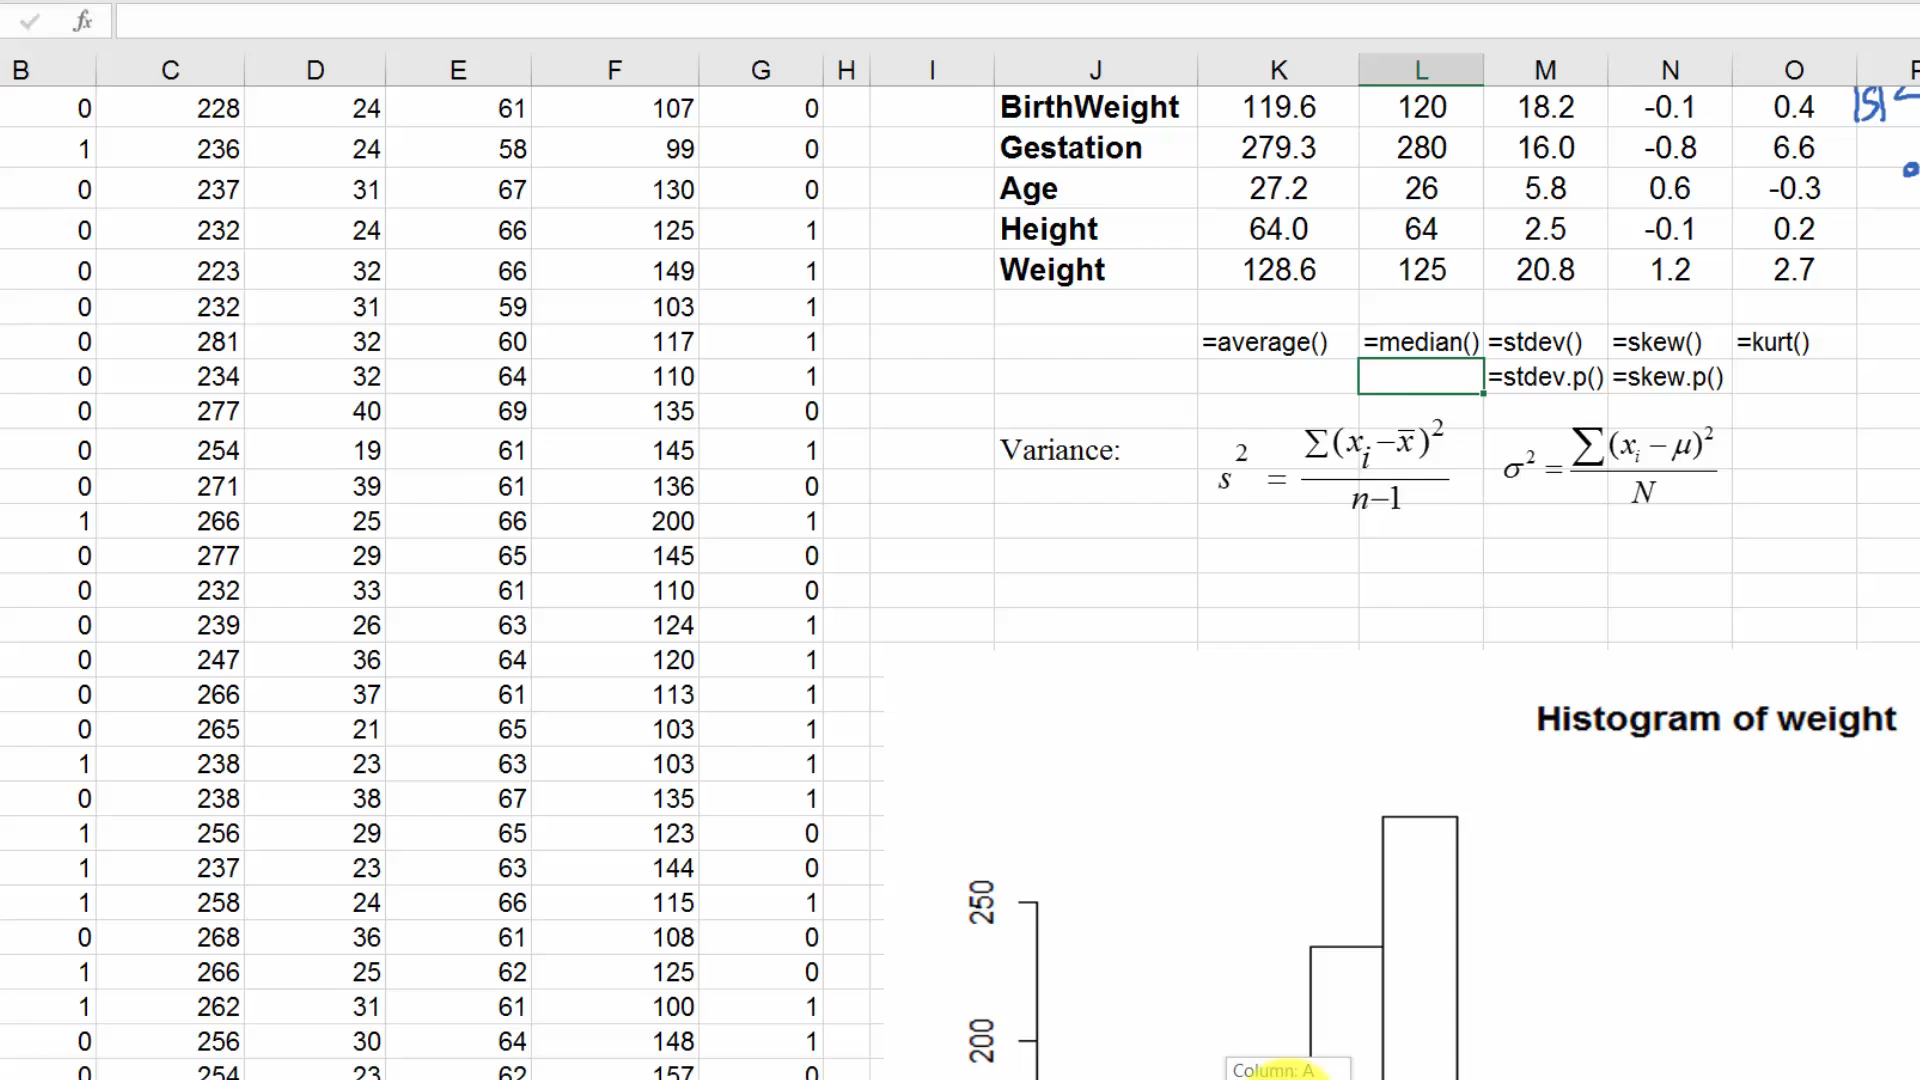 fx
B C D E F G H I J K L M N O
0 228 24 61 107 0 BirthWeight 119.6 120 18.2 -0.1 0.4 |S| <
1 236 24 58 99 0 Gestation 279.3 280 16.0 -0.8 6.6
0 237 31 67 130 0 Age 27.2 26 5.8 0.6 -0.3
0 232 24 66 125 1 Height 64.0 64 2.5 -0.1 0.2
0 223 32 66 149 1 Weight 128.6 125 20.8 1.2 2.7
0 232 31 59 103 1
0 281 32 60 117 1 =average() =median() =stdev() =skew() =kurt()
0 234 32 64 110 1 =stdev.p() =skew.p()
0 277 40 69 135 0
0 254 19 61 145 1 Variance: s² = ∑(xᵢ–x̄)² / n–1 σ² = ∑(xᵢ – μ)² / N
0 271 39 61 136 0
1 266 25 66 200 1
0 277 29 65 145 0
0 232 33 61 110 0
0 239 26 63 124 1
0 247 36 64 120 1
0 266 37 61 113 1
0 265 21 65 103 1 Histogram of weight
1 238 23 63 103 1
0 238 38 67 135 1
1 256 29 65 123 0
1 237 23 63 144 0
1 258 24 66 115 1 250
0 268 36 61 108 0
1 266 25 62 125 0
1 262 31 61 100 1
0 256 30 64 148 1 200
0 254 23 62 157 0 Column: A